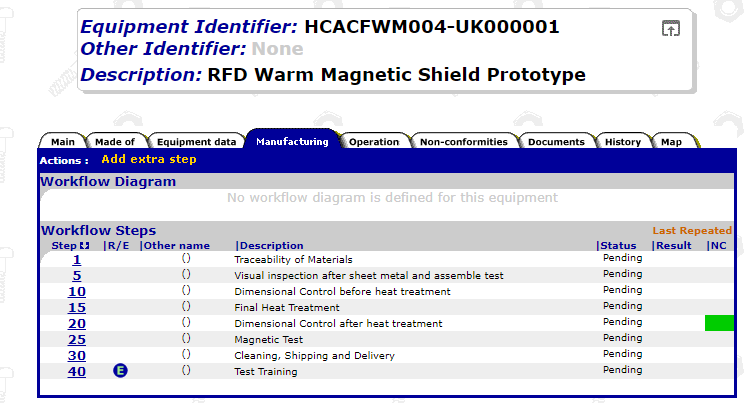 Equipment Identifier: HCACFWM004-UK000001
Other Identifier: None
Description: RFD Warm Magnetic Shield Prototype
Main Made of Equipment data Manufacturing Operation Non-conformities Documents History Map
Actions : Add extra step
Workflow Diagram
No workflow diagram is defined for this equipment
Workflow Steps Last Repeated
Step |R/E |Other name |Description |Status |Result |NC
1 () Traceability of Materials Pending
5 () Visual inspection after sheet metal and assemble test Pending
10 () Dimensional Control before heat treatment Pending
15 () Final Heat Treatment Pending
20 () Dimensional Control after heat treatment Pending
25 () Magnetic Test Pending
30 () Cleaning, Shipping and Delivery Pending
40 E () Test Training Pending